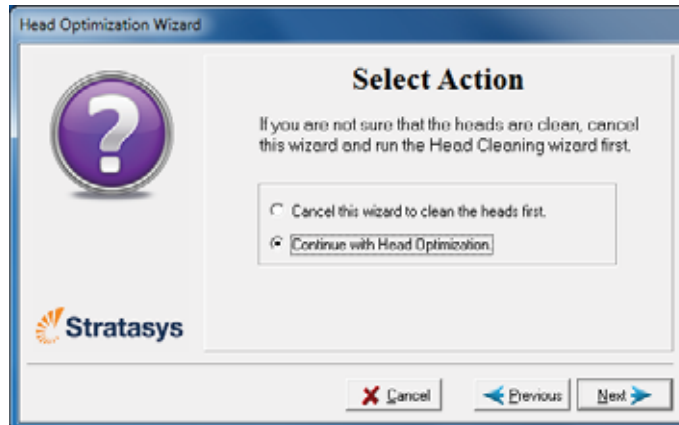 Head Optimization Wizard
Select Action
If you are not sure that the heads are clean, cancel
this wizard and run the Head Cleaning wizard first.
Cancel this wizard to clean the heads first.
Continue with Head Optimization.
Stratasys
Cancel
Previous
Next